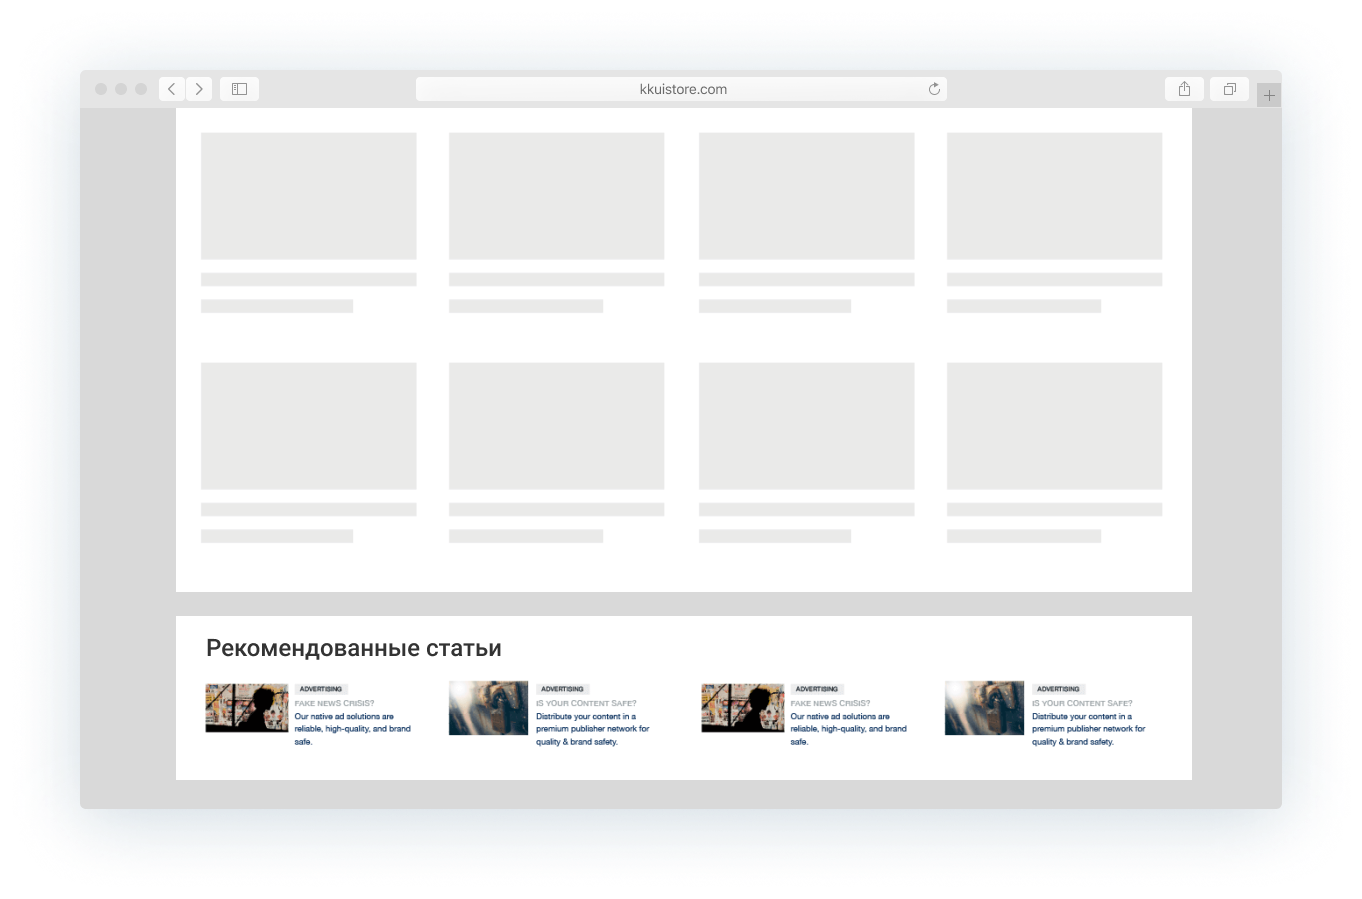 kkuistore.com
Рекомендованные статьи
ADVERTISING
FAKE NEWS CRISIS?
Our native ad solutions are
reliable, high-quality, and brand
safe.
ADVERTISING
IS YOUR CONTENT SAFE?
Distribute your content in a
premium publisher network for
quality & brand safety.
ADVERTISING
FAKE NEWS CRISIS?
Our native ad solutions are
reliable, high-quality, and brand
safe.
ADVERTISING
IS YOUR CONTENT SAFE?
Distribute your content in a
premium publisher network for
quality & brand safety.